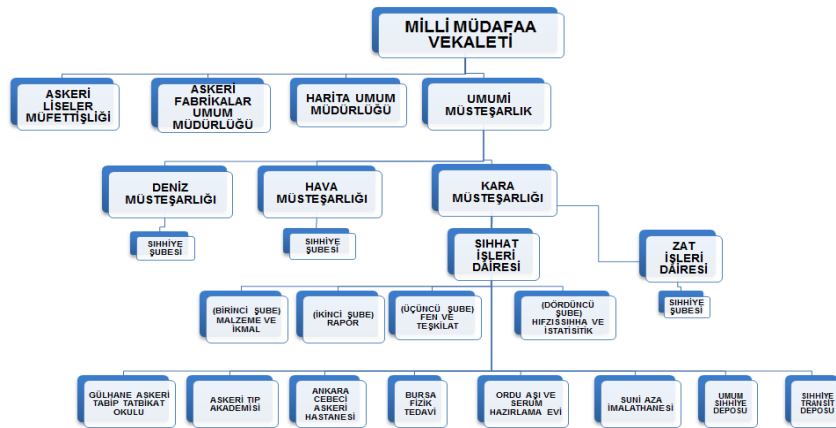 MİLLİ MÜDAFAA
VEKALETİ
ASKERİ
LİSELER
MÜFETTİŞLİĞİ
ASKERİ
FABRİKALAR
UMUM
MÜDÜRLÜĞÜ
HARİTA UMUM
MÜDÜRLÜĞÜ
UMUMİ
MÜSTEŞARLIK
DENİZ
MÜSTEŞARLIĞI
HAVA
MÜSTEŞARLIĞI
KARA
MÜSTEŞARLIĞI
SIHHİYE
ŞUBESİ
SIHHİYE
ŞUBESİ
SIHHAT
İŞLERİ
DAİRESİ
ZAT
İŞLERİ
DAİRESİ
SIHHİYE
ŞUBESİ
(BİRİNCİ ŞUBE)
MALZEME VE
İKMAL
(İKİNCİ ŞUBE)
RAPOR
(ÜÇÜNCÜ ŞUBE)
FEN VE
TEŞKİLAT
(DÖRDÜNCÜ
ŞUBE)
HIFZISSIHHA VE
İSTATİSİTİK
GÜLHANE ASKERİ
TABİP TATBİKAT
OKULU
ASKERİ TIP
AKADEMİSİ
ANKARA
CEBECİ
ASKERİ
HASTANESİ
BURSA
FİZİK
TEDAVİ
ORDU AŞI VE
SERUM
HAZIRLAMA EVİ
SUNİ AZA
İMALATHANESİ
UMUM
SIHHİYE
DEPOSU
SIHHİYE
TRANSİT
DEPOSU